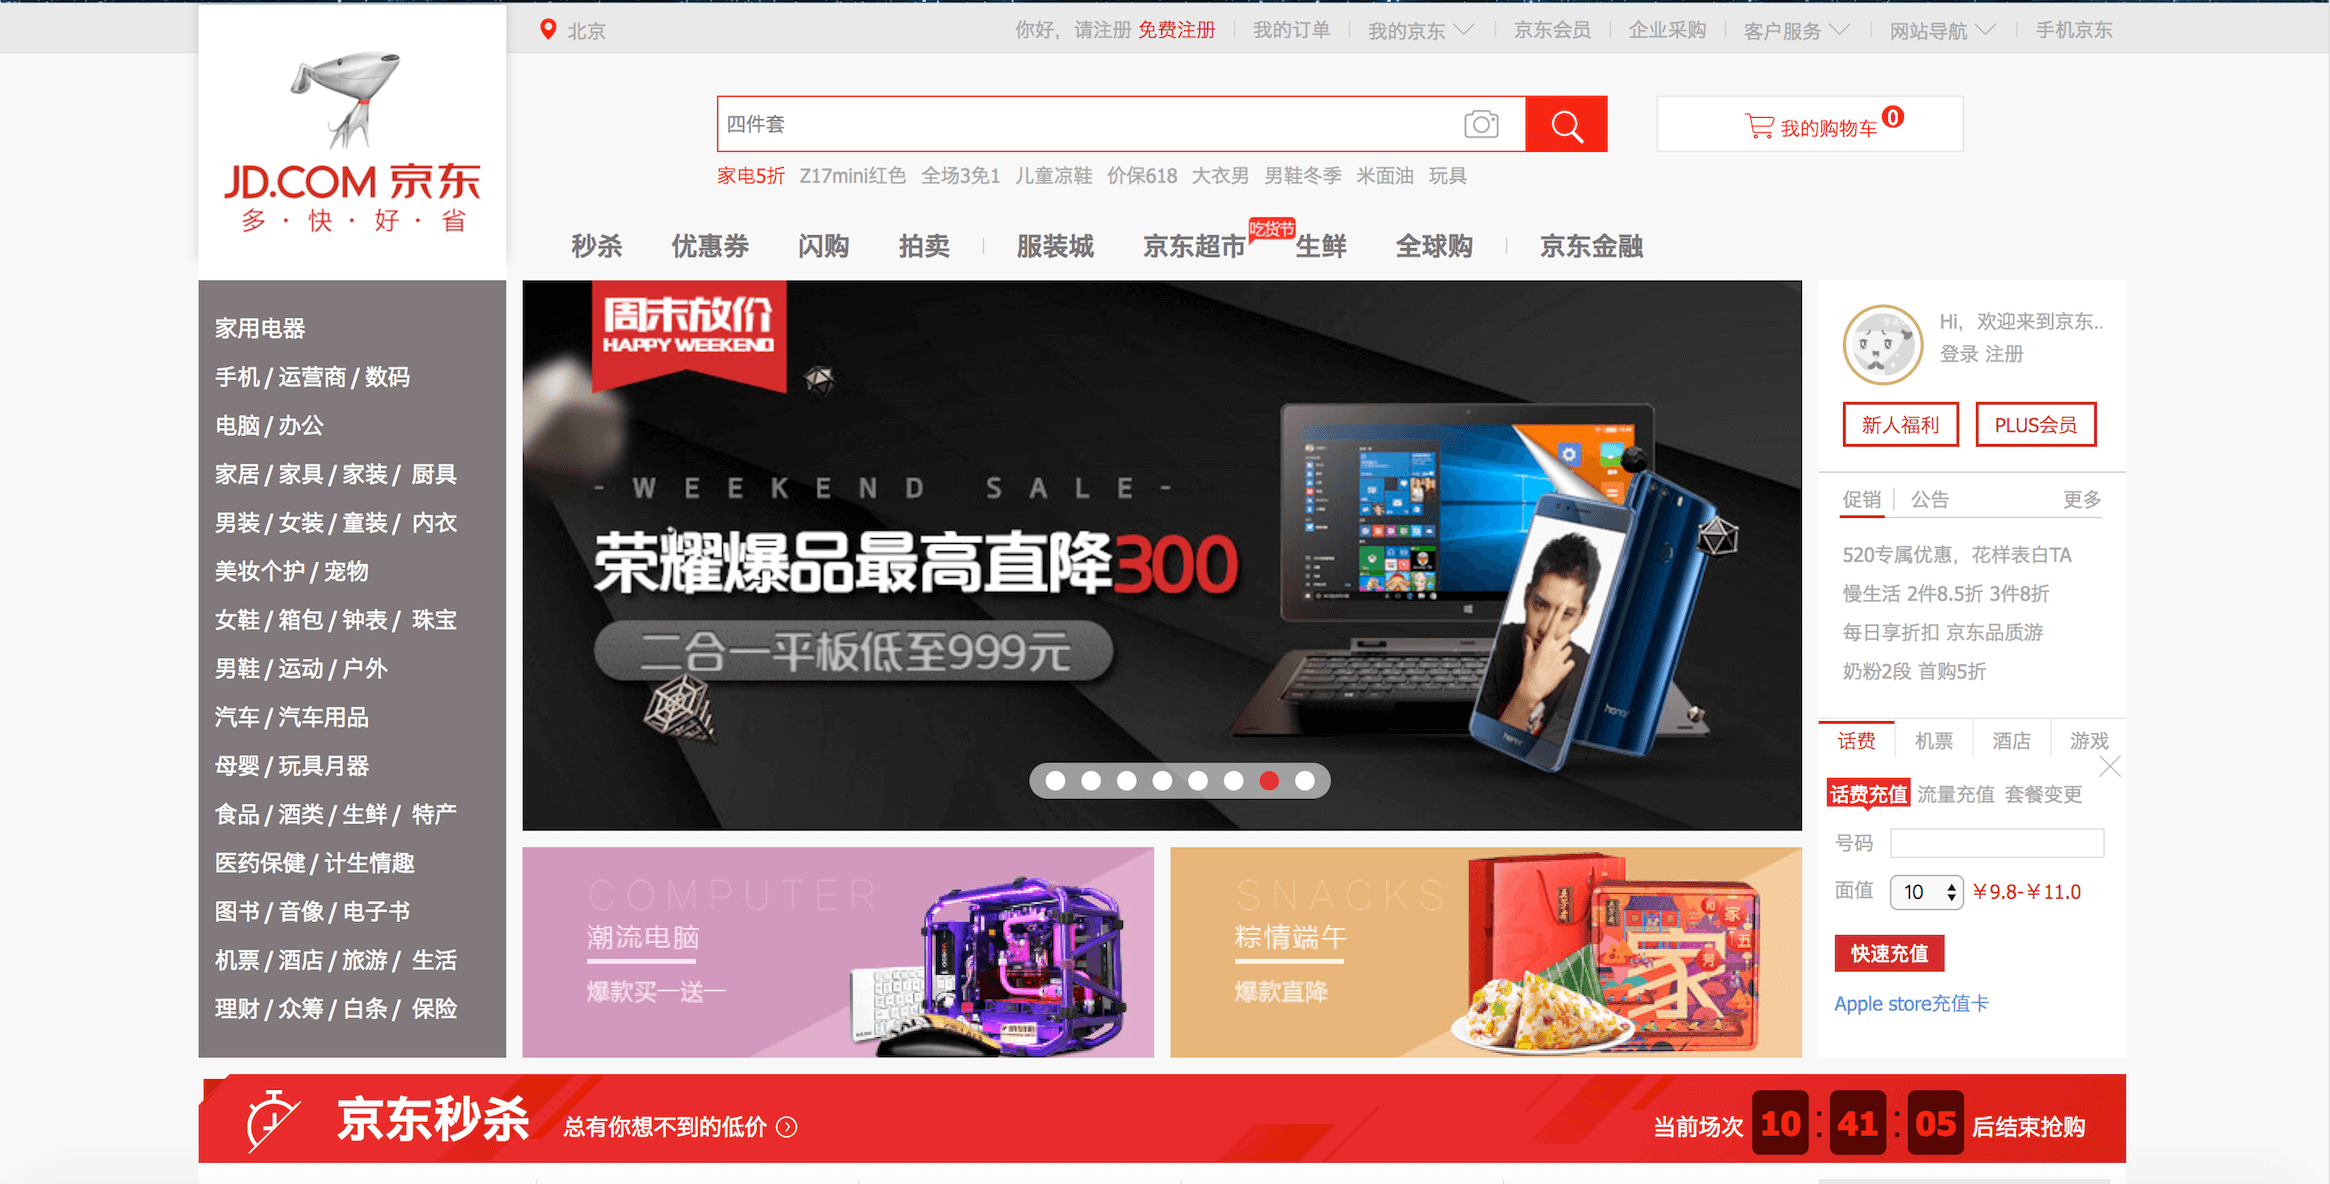 北京
你好，请注册 免费注册 我的订单 我的京东 京东会员 企业采购 客户服务 网站导航 手机京东
JD.COM 京东
多·快·好·省
四件套
我的购物车 0
家电5折 Z17mini红色 全场3免1 儿童凉鞋 价保618 大衣男 男鞋冬季 米面油 玩具
吃货节
秒杀 优惠券 闪购 拍卖 服装城 京东超市 生鲜 全球购 京东金融
家用电器
手机 / 运营商 / 数码
电脑 / 办公
家居 / 家具 / 家装 / 厨具
男装 / 女装 / 童装 / 内衣
美妆个护 / 宠物
女鞋 / 箱包 / 钟表 / 珠宝
男鞋 / 运动 / 户外
汽车 / 汽车用品
母婴 / 玩具月器
食品 / 酒类 / 生鲜 / 特产
医药保健 / 计生情趣
图书 / 音像 / 电子书
机票 / 酒店 / 旅游 / 生活
理财 / 众筹 / 白条 / 保险
周末放价
HAPPY WEEKEND
- WEEKEND SALE -
荣耀爆品最高直降300
二合一平板低至999元
honor
honor
COMPUTER
潮流电脑
爆款买一送一
SNACKS
粽情端午
爆款直降
家
Hi，欢迎来到京东..
登录 注册
新人福利 PLUS会员
促销 公告 更多
520专属优惠，花样表白TA
慢生活 2件8.5折 3件8折
每日享折扣 京东品质游
奶粉2段 首购5折
话费 机票 酒店 游戏
话费充值 流量充值 套餐变更
号码
面值 10 ￥9.8-￥11.0
快速充值
Apple store充值卡
京东秒杀 总有你想不到的低价
当前场次 10 : 41 : 05 后结束抢购